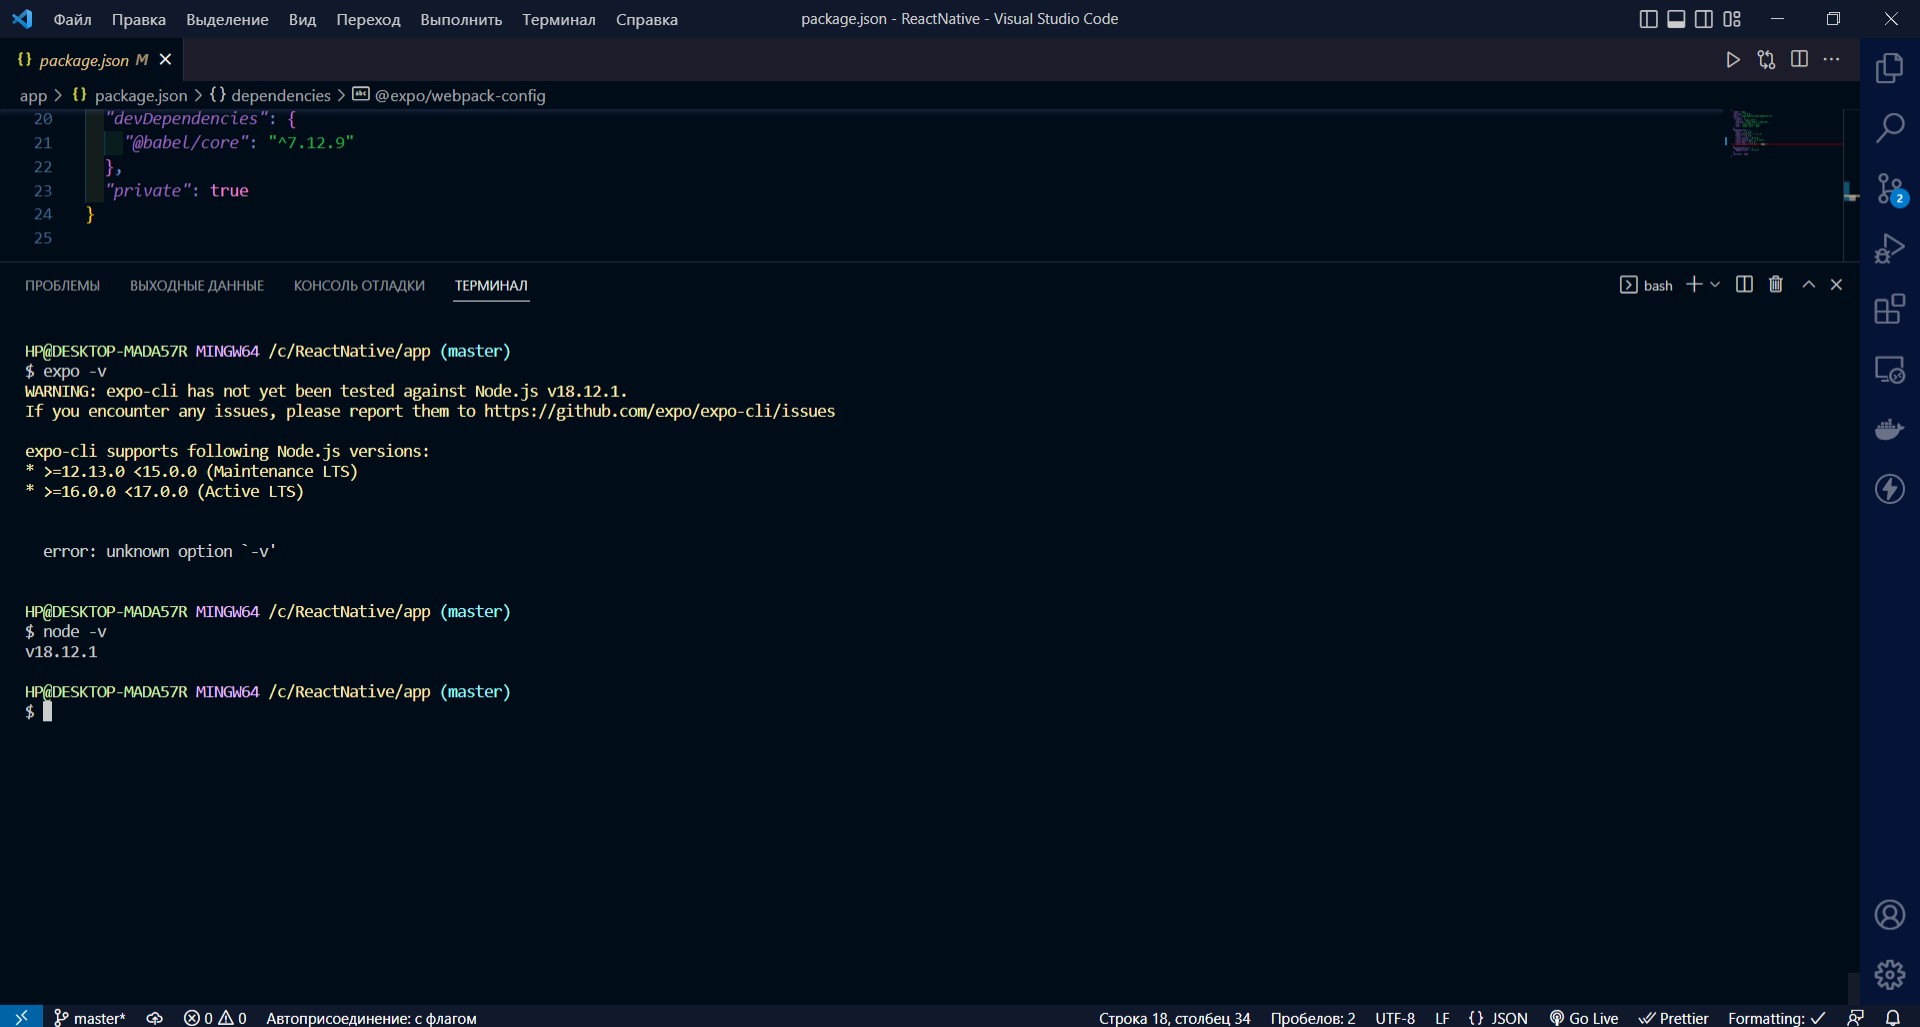 Файл Правка Выделение Вид Переход Выполнить Терминал Справка package.json - ReactNative - Visual Studio Code
{} package.json M
app > {} package.json > {} dependencies > abc @expo/webpack-config
20 "devDependencies": {
21 "@babel/core": "^7.12.9"
22 },
23 "private": true
24 }
25
2
ПРОБЛЕМЫ ВЫХОДНЫЕ ДАННЫЕ КОНСОЛЬ ОТЛАДКИ ТЕРМИНАЛ bash
HP@DESKTOP-MADA57R MINGW64 /c/ReactNative/app (master)
$ expo -v
WARNING: expo-cli has not yet been tested against Node.js v18.12.1.
If you encounter any issues, please report them to https://github.com/expo/expo-cli/issues
expo-cli supports following Node.js versions:
* >=12.13.0 <15.0.0 (Maintenance LTS)
* >=16.0.0 <17.0.0 (Active LTS)
error: unknown option `-v'
HP@DESKTOP-MADA57R MINGW64 /c/ReactNative/app (master)
$ node -v
v18.12.1
HP@DESKTOP-MADA57R MINGW64 /c/ReactNative/app (master)
$
master* 0 0 Автоприсоединение: с флагом Строка 18, столбец 34 Пробелов: 2 UTF-8 LF {} JSON Go Live Prettier Formatting: ✓